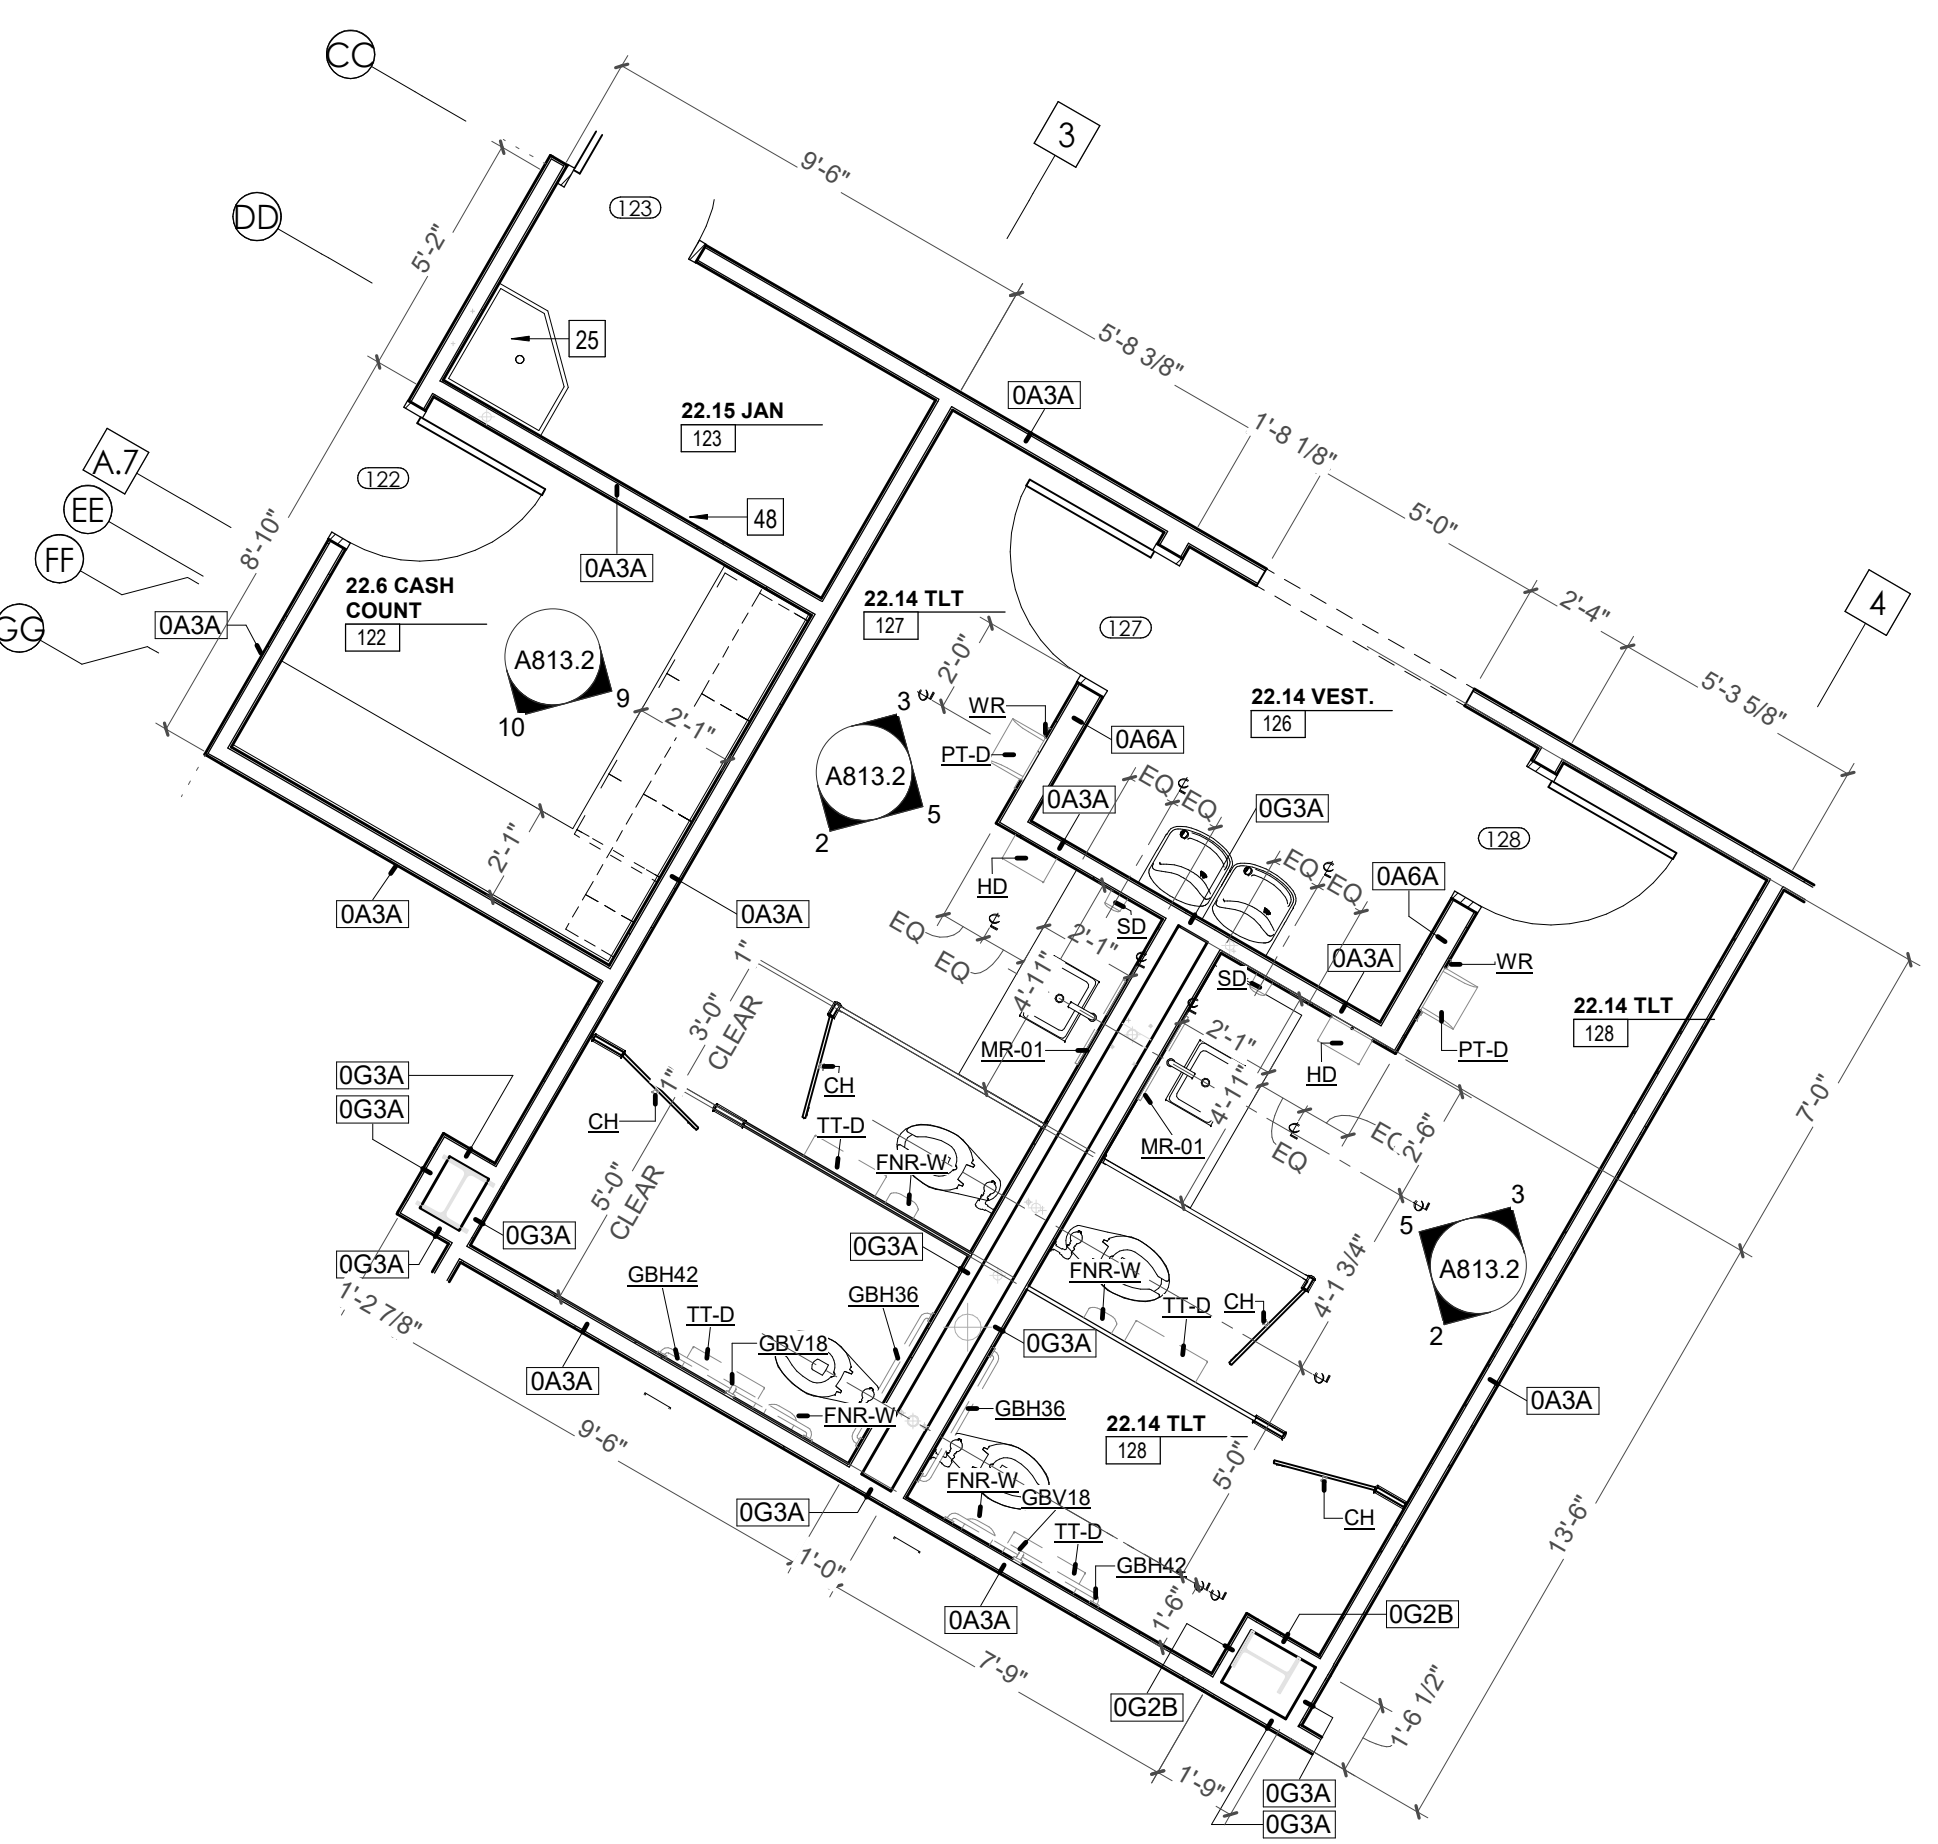 CC
3
9'-6"
123
DD
5'-2"
25
5'-8 3/8"
0A3A
22.15 JAN
123
1'-8 1/8"
A.7
122
EE
48
5'-0"
8'-10"
FF
0A3A
22.6 CASH
COUNT
122
22.14 TLT
127
127
2'-4"
4
GG
0A3A
A813.2
9
10
2'-0"
3
WR
22.14 VEST.
126
5'-3 5/8"
2'-1"
PT-D
0A6A
A813.2
5
2
EQ
EQ
0A3A
0G3A
128
2'-1"
HD
EQ
EQ
0A6A
0A3A
0A3A
EQ
SD
2'-1"
1"
EQ
4'-11"
0A3A
WR
SD
22.14 TLT
128
3'-0"
CLEAR
2'-1"
MR-01
HD
PT-D
0G3A
CH
1"
0G3A
CH
TT-D
4'-11"
7'-0"
FNR-W
MR-01
EQ
EQ
2'-6"
5'-0"
CLEAR
3
5
0G3A
0G3A
0G3A
GBH42
GBH36
FNR-W
A813.2
1'-2 7/8"
TT-D
TT-D
CH
4'-1 3/4"
GBV18
0G3A
2
0A3A
0A3A
FNR-W
GBH36
22.14 TLT
128
9'-6"
5'-0"
FNR-W
GBV18
0G3A
CH
TT-D
13'-6"
1'-0"
GBH42
0A3A
1'-6"
0G2B
7'-9"
0G2B
1'-6 1/2"
1'-9"
0G3A
0G3A